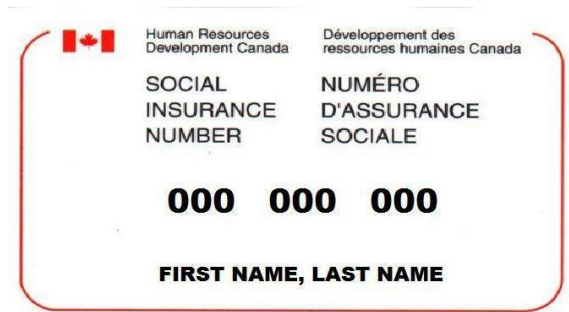 Human Resources
Development Canada
Développement des
ressources humaines Canada
SOCIAL
INSURANCE
NUMBER
NUMÉRO
D'ASSURANCE
SOCIALE
000 000 000
FIRST NAME, LAST NAME